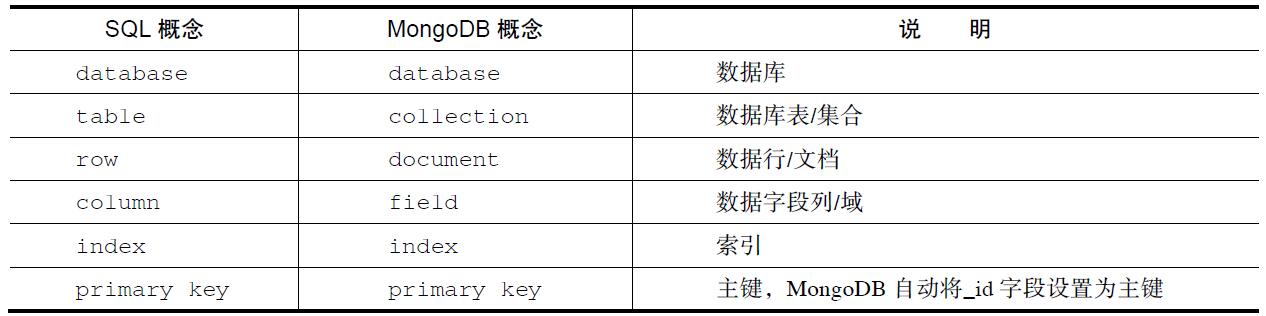 SQL 概念 MongoDB 概念 说 明
database database 数据库
table collection 数据库表/集合
row document 数据行/文档
column field 数据字段列/域
index index 索引
primary key primary key 主键，MongoDB 自动将_id 字段设置为主键